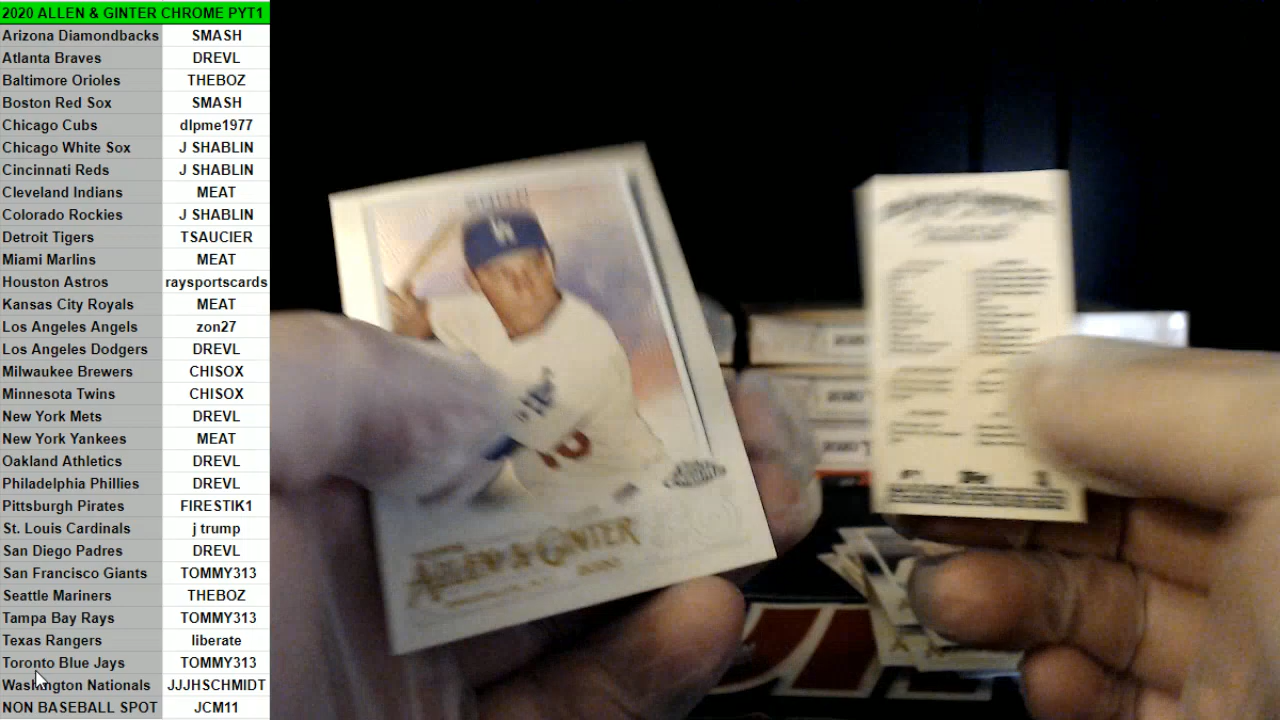 2020 ALLEN & GINTER CHROME PYT1
Arizona Diamondbacks SMASH
Atlanta Braves DREVL
Baltimore Orioles THEBOZ
Boston Red Sox SMASH
Chicago Cubs dlpme1977
Chicago White Sox J SHABLIN
Cincinnati Reds J SHABLIN
Cleveland Indians MEAT
Colorado Rockies J SHABLIN
Detroit Tigers TSAUCIER
Miami Marlins MEAT
Houston Astros raysportscards
Kansas City Royals MEAT
Los Angeles Angels zon27
Los Angeles Dodgers DREVL
Milwaukee Brewers CHISOX
Minnesota Twins CHISOX
New York Mets DREVL
New York Yankees MEAT
Oakland Athletics DREVL
Philadelphia Phillies DREVL
Pittsburgh Pirates FIRESTIK1
St. Louis Cardinals j trump
San Diego Padres DREVL
San Francisco Giants TOMMY313
Seattle Mariners THEBOZ
Tampa Bay Rays TOMMY313
Texas Rangers liberate
Toronto Blue Jays TOMMY313
Washington Nationals JJJHSCHMIDT
NON BASEBALL SPOT JCM11
ALLEN & GINTER